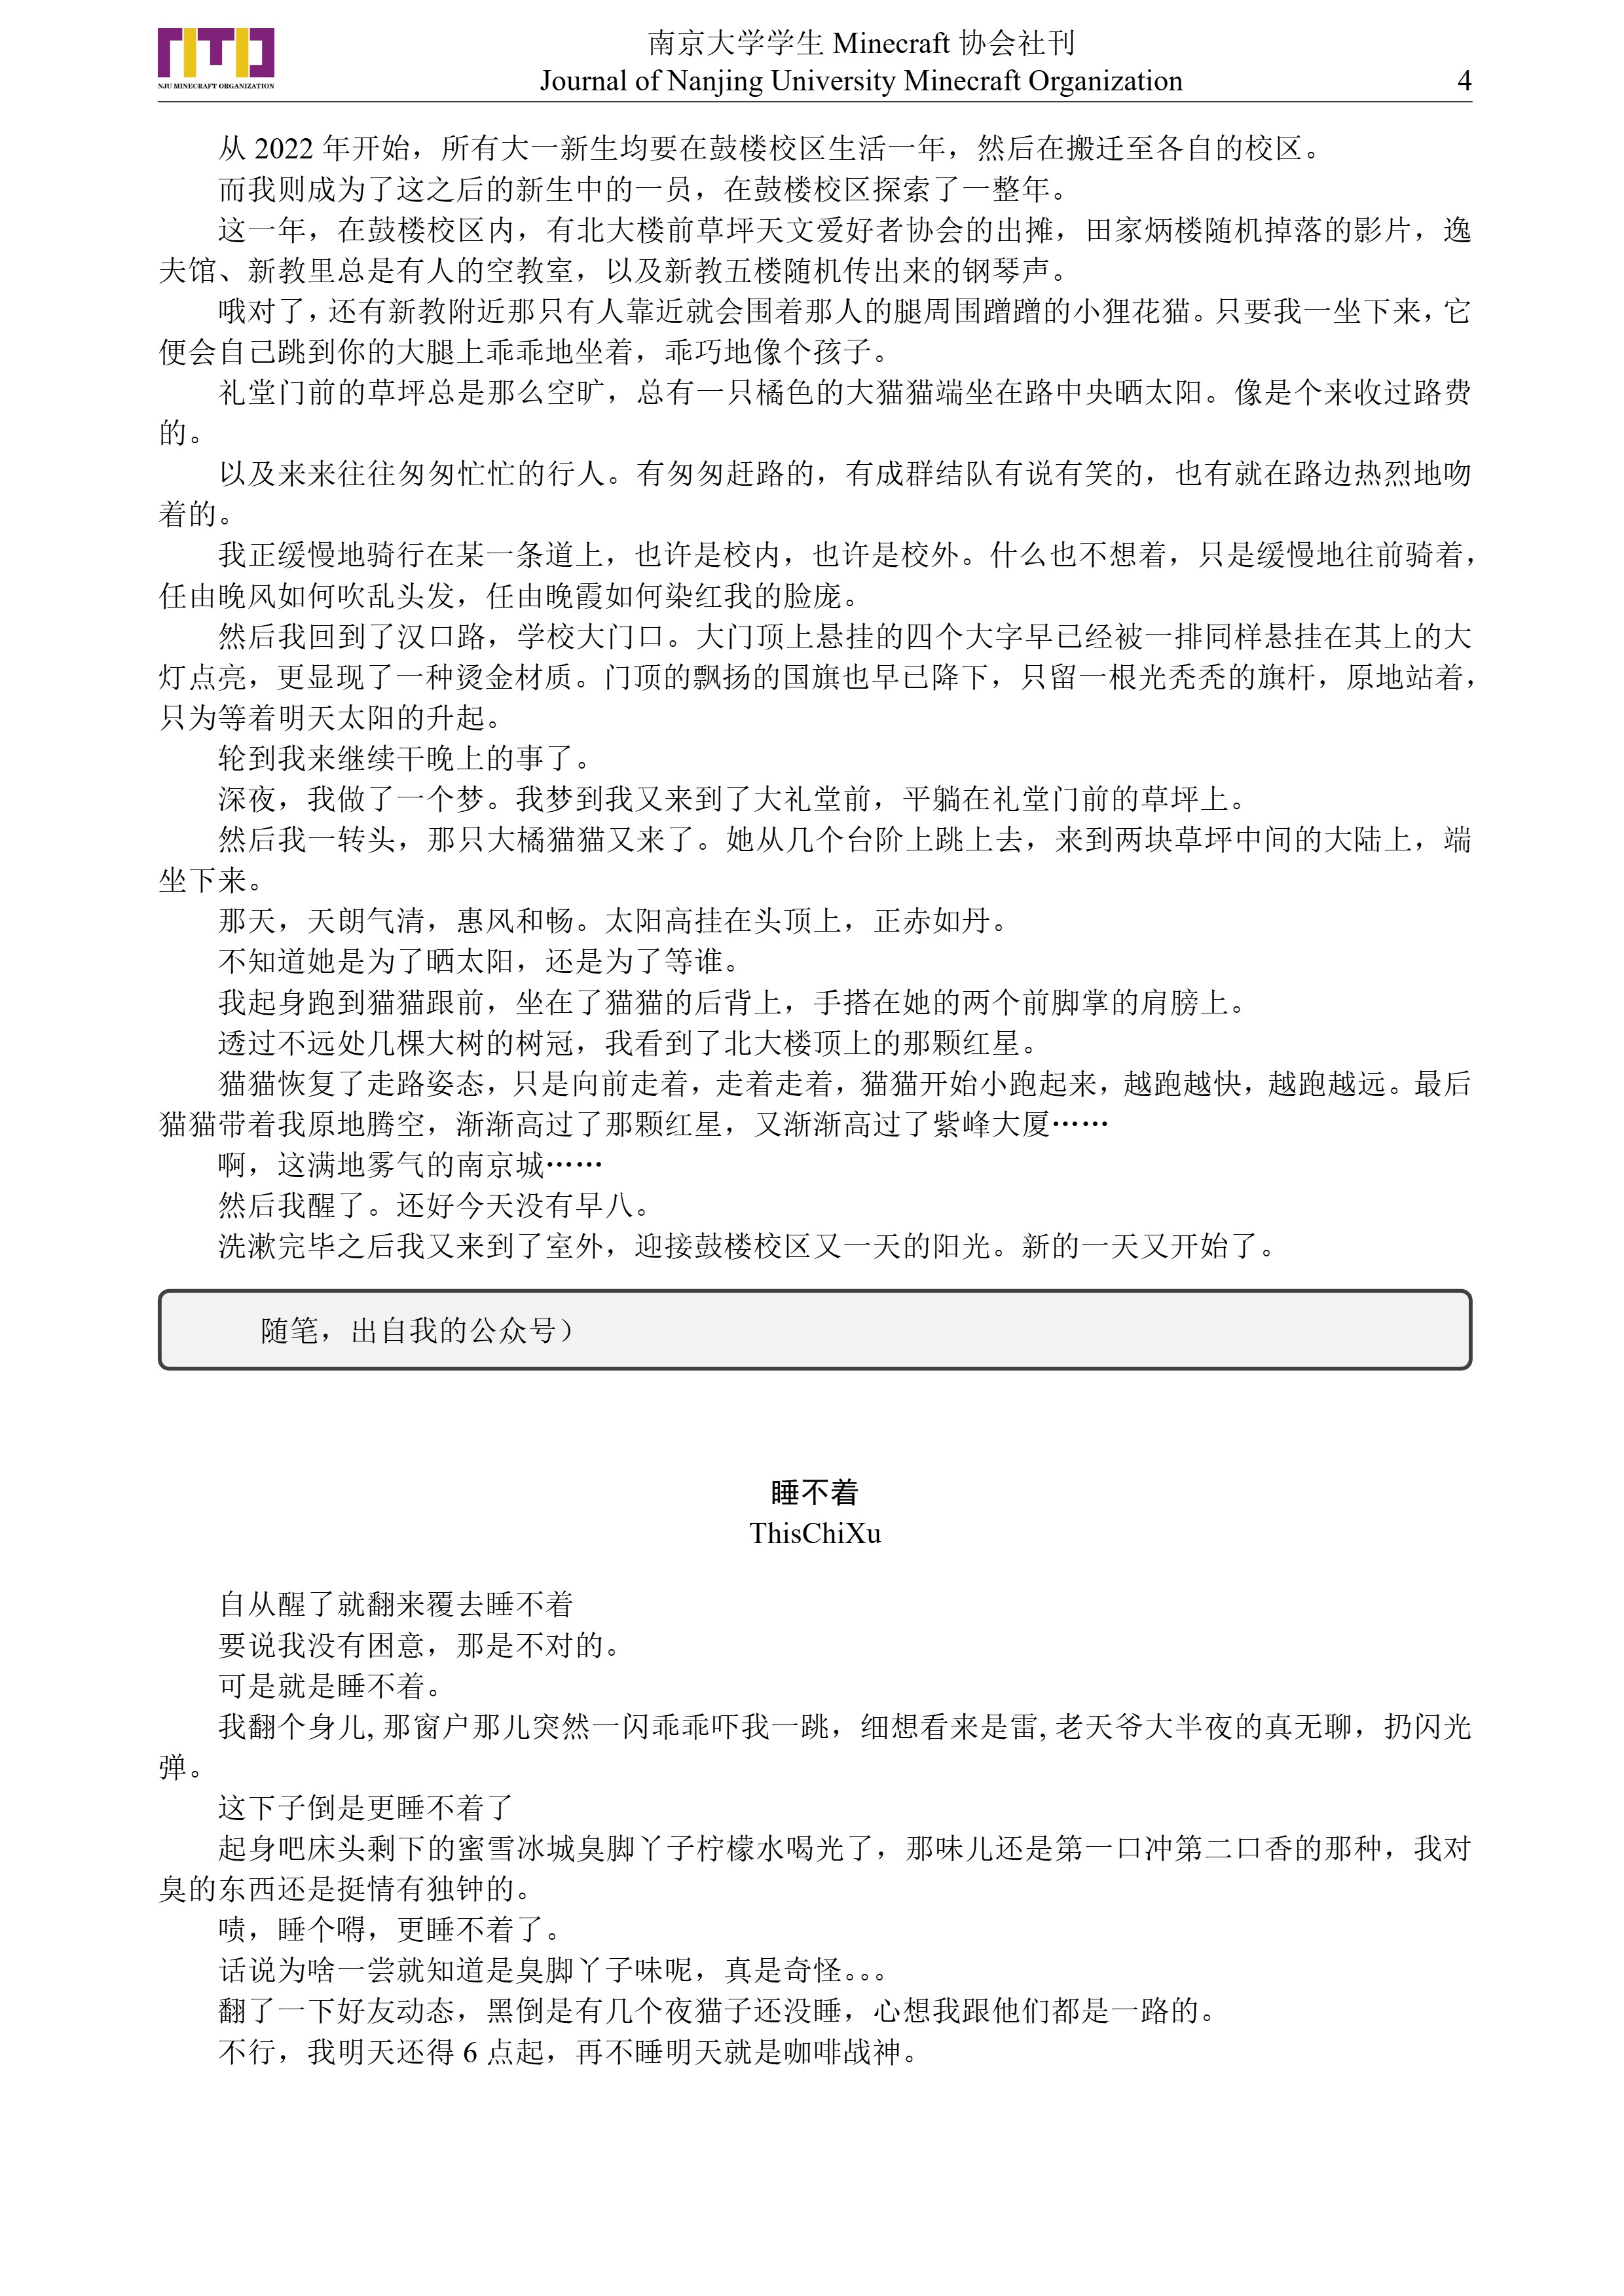 NJU MINECRAFT ORGANIZATION
南京大学学生 Minecraft 协会社刊
Journal of Nanjing University Minecraft Organization
4
从 2022 年开始，所有大一新生均要在鼓楼校区生活一年，然后在搬迁至各自的校区。
而我则成为了这之后的新生中的一员，在鼓楼校区探索了一整年。
这一年，在鼓楼校区内，有北大楼前草坪天文爱好者协会的出摊，田家炳楼随机掉落的影片，逸
夫馆、新教里总是有人的空教室，以及新教五楼随机传出来的钢琴声。
哦对了，还有新教附近那只有人靠近就会围着那人的腿周围蹭蹭的小狸花猫。只要我一坐下来，它
便会自己跳到你的大腿上乖乖地坐着，乖巧地像个孩子。
礼堂门前的草坪总是那么空旷，总有一只橘色的大猫猫端坐在路中央晒太阳。像是个来收过路费
的。
以及来来往往匆匆忙忙的行人。有匆匆赶路的，有成群结队有说有笑的，也有就在路边热烈地吻
着的。
我正缓慢地骑行在某一条道上，也许是校内，也许是校外。什么也不想着，只是缓慢地往前骑着，
任由晚风如何吹乱头发，任由晚霞如何染红我的脸庞。
然后我回到了汉口路，学校大门口。大门顶上悬挂的四个大字早已经被一排同样悬挂在其上的大
灯点亮，更显现了一种烫金材质。门顶的飘扬的国旗也早已降下，只留一根光秃秃的旗杆，原地站着，
只为等着明天太阳的升起。
轮到我来继续干晚上的事了。
深夜，我做了一个梦。我梦到我又来到了大礼堂前，平躺在礼堂门前的草坪上。
然后我一转头，那只大橘猫猫又来了。她从几个台阶上跳上去，来到两块草坪中间的大陆上，端
坐下来。
那天，天朗气清，惠风和畅。太阳高挂在头顶上，正赤如丹。
不知道她是为了晒太阳，还是为了等谁。
我起身跑到猫猫跟前，坐在了猫猫的后背上，手搭在她的两个前脚掌的肩膀上。
透过不远处几棵大树的树冠，我看到了北大楼顶上的那颗红星。
猫猫恢复了走路姿态，只是向前走着，走着走着，猫猫开始小跑起来，越跑越快，越跑越远。最后
猫猫带着我原地腾空，渐渐高过了那颗红星，又渐渐高过了紫峰大厦……
啊，这满地雾气的南京城……
然后我醒了。还好今天没有早八。
洗漱完毕之后我又来到了室外，迎接鼓楼校区又一天的阳光。新的一天又开始了。
随笔，出自我的公众号）
睡不着
ThisChiXu
自从醒了就翻来覆去睡不着
要说我没有困意，那是不对的。
可是就是睡不着。
我翻个身儿, 那窗户那儿突然一闪乖乖吓我一跳，细想看来是雷, 老天爷大半夜的真无聊，扔闪光
弹。
这下子倒是更睡不着了
起身吧床头剩下的蜜雪冰城臭脚丫子柠檬水喝光了，那味儿还是第一口冲第二口香的那种，我对
臭的东西还是挺情有独钟的。
啧，睡个嘚，更睡不着了。
话说为啥一尝就知道是臭脚丫子味呢，真是奇怪。。。
翻了一下好友动态，黑倒是有几个夜猫子还没睡，心想我跟他们都是一路的。
不行，我明天还得 6 点起，再不睡明天就是咖啡战神。